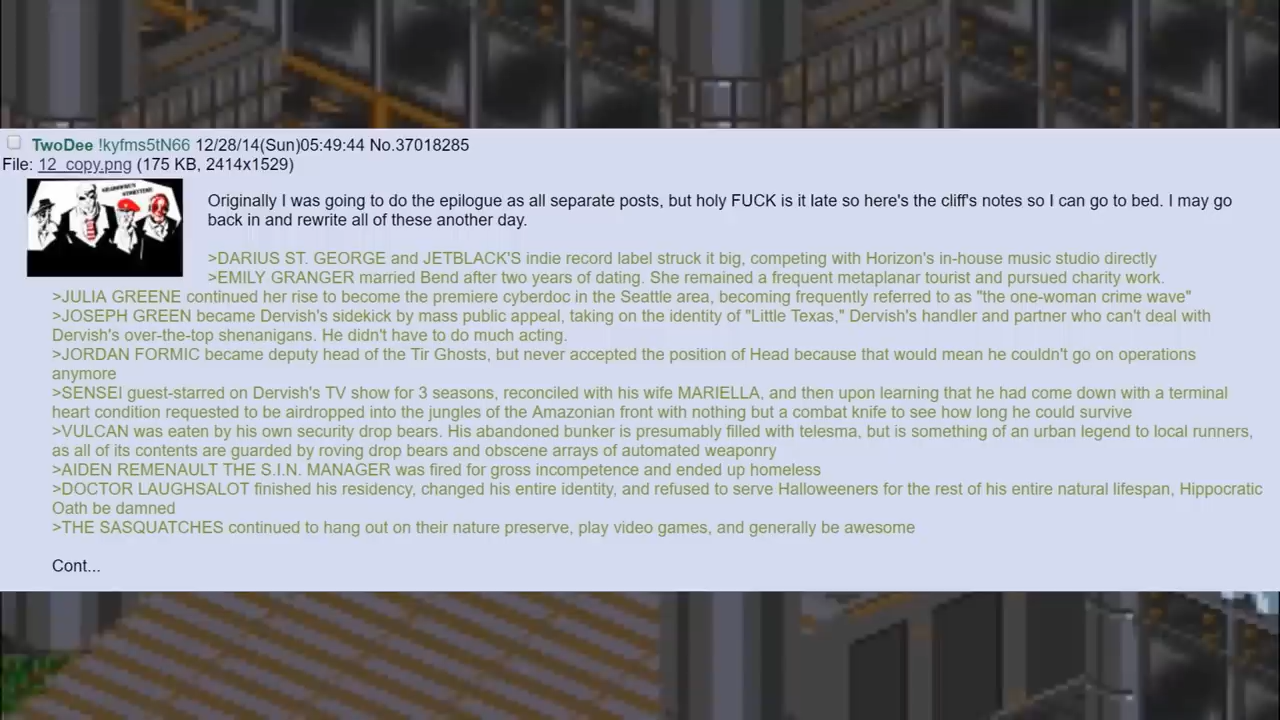 TwoDee !kyfms5tN66 12/28/14(Sun)05:49:44 No.37018285
File: 12_copy.png (175 KB, 2414x1529)
Originally I was going to do the epilogue as all separate posts, but holy FUCK is it late so here's the cliff's notes so I can go to bed. I may go
back in and rewrite all of these another day.
>DARIUS ST. GEORGE and JETBLACK'S indie record label struck it big, competing with Horizon's in-house music studio directly
>EMILY GRANGER married Bend after two years of dating. She remained a frequent metaplanar tourist and pursued charity work.
>JULIA GREENE continued her rise to become the premiere cyberdoc in the Seattle area, becoming frequently referred to as "the one-woman crime wave"
>JOSEPH GREEN became Dervish's sidekick by mass public appeal, taking on the identity of "Little Texas," Dervish's handler and partner who can't deal with
Dervish's over-the-top shenanigans. He didn't have to do much acting.
>JORDAN FORMIC became deputy head of the Tir Ghosts, but never accepted the position of Head because that would mean he couldn't go on operations
anymore
>SENSEI guest-starred on Dervish's TV show for 3 seasons, reconciled with his wife MARIELLA, and then upon learning that he had come down with a terminal
heart condition requested to be airdropped into the jungles of the Amazonian front with nothing but a combat knife to see how long he could survive
>VULCAN was eaten by his own security drop bears. His abandoned bunker is presumably filled with telesma, but is something of an urban legend to local runners,
as all of its contents are guarded by roving drop bears and obscene arrays of automated weaponry
>AIDEN REMENAULT THE S.I.N. MANAGER was fired for gross incompetence and ended up homeless
>DOCTOR LAUGHSALOT finished his residency, changed his entire identity, and refused to serve Halloweeners for the rest of his entire natural lifespan, Hippocratic
Oath be damned
>THE SASQUATCHES continued to hang out on their nature preserve, play video games, and generally be awesome
Cont...